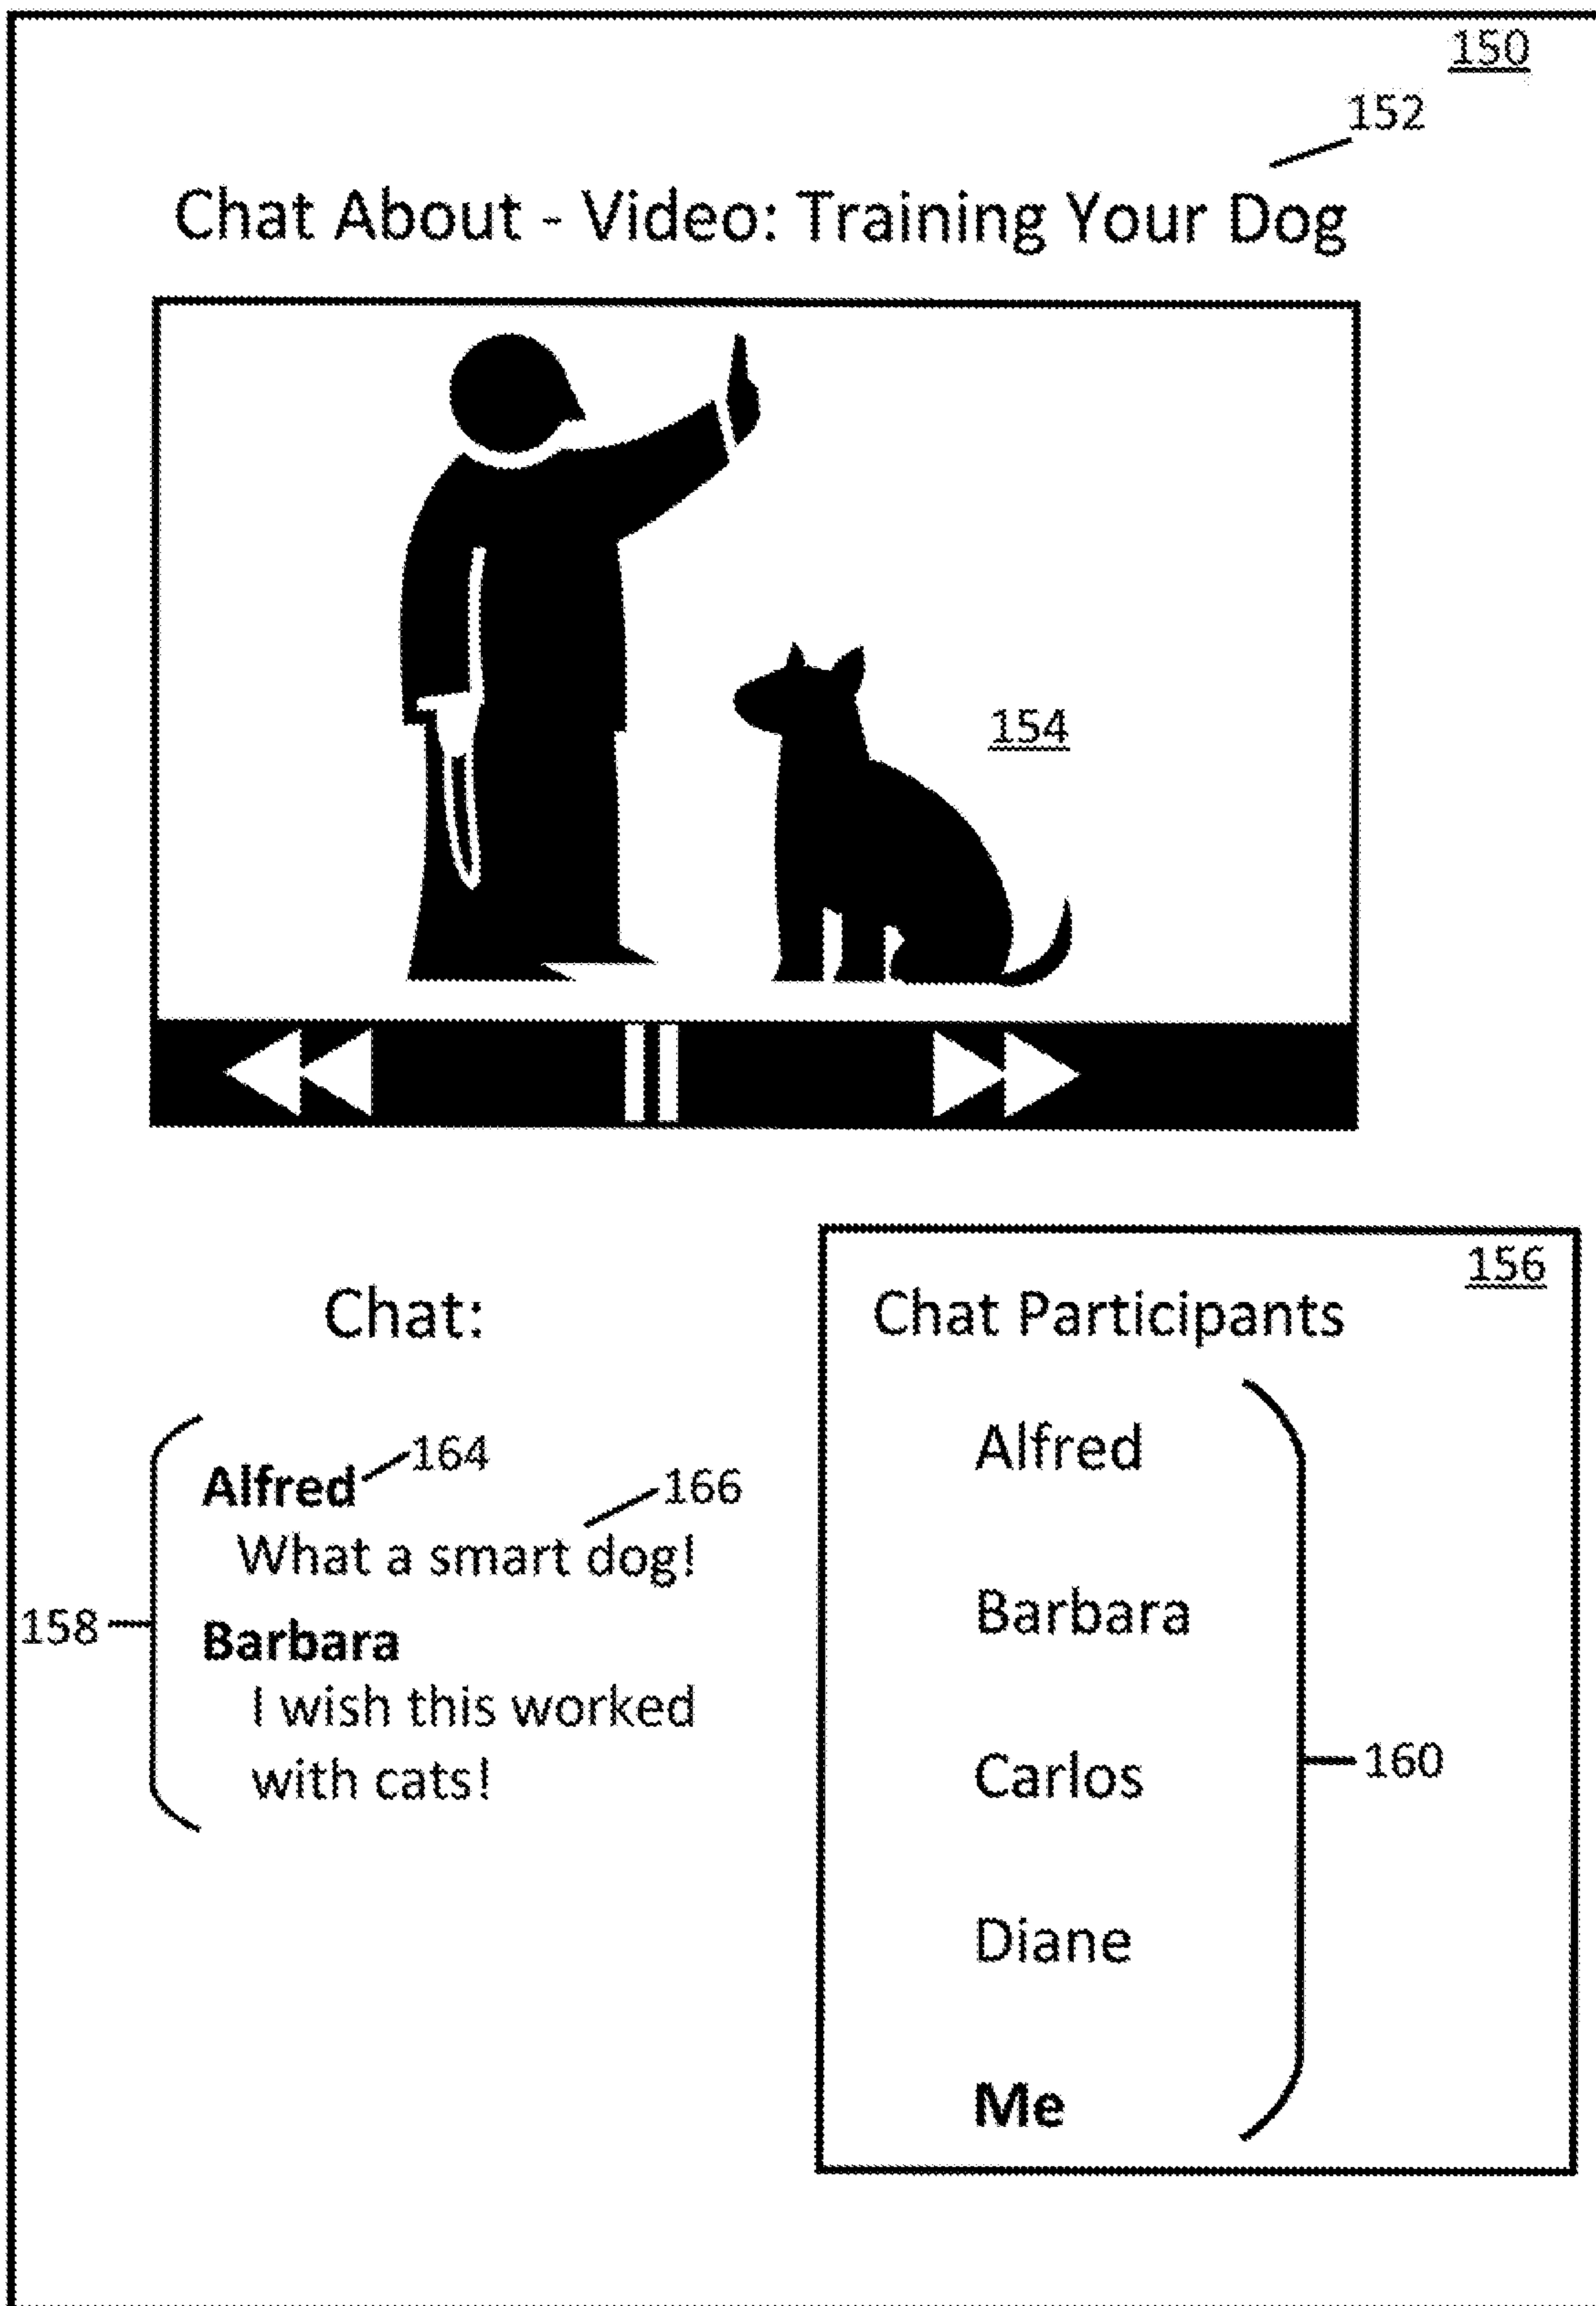 150
152
Chat About - Video: Training Your Dog
154
Chat:
Alfred 164
166
What a smart dog!
158
Barbara
I wish this worked
with cats!
156
Chat Participants
Alfred
Barbara
Carlos
160
Diane
Me